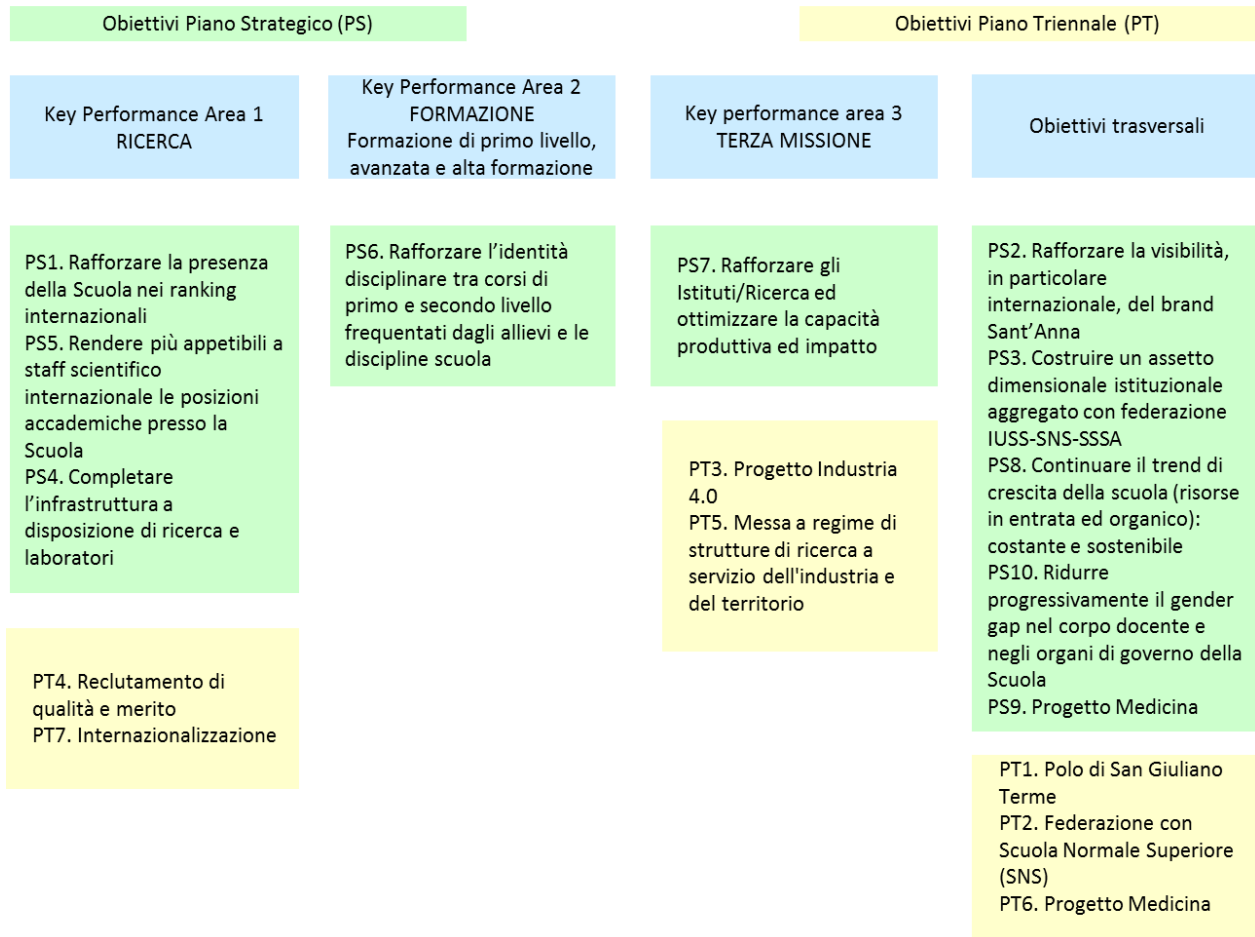 Obiettivi Piano Strategico (PS)
Obiettivi Piano Triennale (PT)
Key Performance Area 1
RICERCA
Key Performance Area 2
FORMAZIONE
Formazione di primo livello,
avanzata e alta formazione
Key performance area 3
TERZA MISSIONE
Obiettivi trasversali
PS1. Rafforzare la presenza
della Scuola nei ranking
internazionali
PS5. Rendere più appetibili a
staff scientifico
internazionale le posizioni
accademiche presso la
Scuola
PS4. Completare
l’infrastruttura a
disposizione di ricerca e
laboratori
PS6. Rafforzare l’identità
disciplinare tra corsi di
primo e secondo livello
frequentati dagli allievi e le
discipline scuola
PS7. Rafforzare gli
Istituti/Ricerca ed
ottimizzare la capacità
produttiva ed impatto
PS2. Rafforzare la visibilità,
in particolare
internazionale, del brand
Sant’Anna
PS3. Costruire un assetto
dimensionale istituzionale
aggregato con federazione
IUSS-SNS-SSSA
PS8. Continuare il trend di
crescita della scuola (risorse
in entrata ed organico):
costante e sostenibile
PS10. Ridurre
progressivamente il gender
gap nel corpo docente e
negli organi di governo della
Scuola
PS9. Progetto Medicina
PT4. Reclutamento di
qualità e merito
PT7. Internazionalizzazione
PT3. Progetto Industria
4.0
PT5. Messa a regime di
strutture di ricerca a
servizio dell'industria e
del territorio
PT1. Polo di San Giuliano
Terme
PT2. Federazione con
Scuola Normale Superiore
(SNS)
PT6. Progetto Medicina